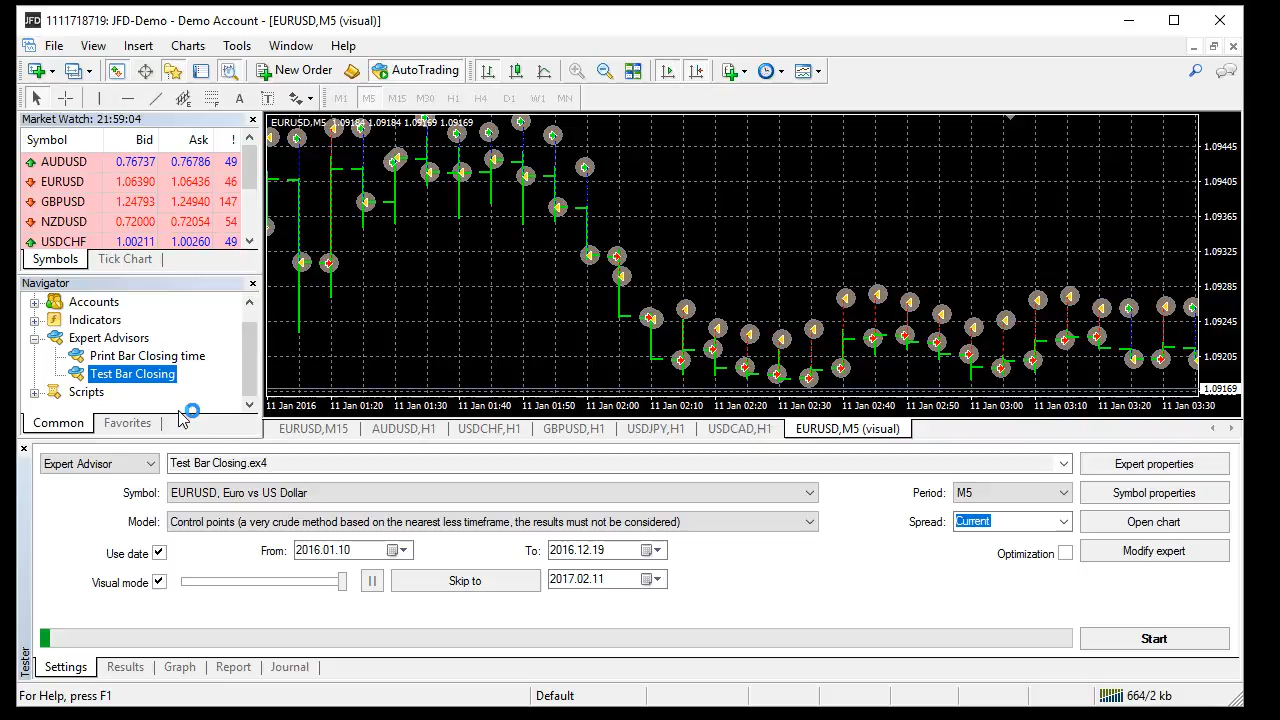 JFD 1111718719: JFD-Demo - Demo Account - [EURUSD,M5 (visual)]
File View Insert Charts Tools Window Help
New Order AutoTrading
A T M1 M5 M15 M30 H1 H4 D1 W1 MN
Market Watch: 21:59:04
Symbol Bid Ask !
AUDUSD 0.76737 0.76786 49
EURUSD 1.06390 1.06436 46
GBPUSD 1.24793 1.24940 147
NZDUSD 0.72000 0.72054 54
USDCHF 1.00211 1.00260 49
Symbols Tick Chart
Navigator
Accounts
Indicators
Expert Advisors
Print Bar Closing time
Test Bar Closing
Scripts
Common Favorites
EURUSD,M5 1.09184 1.09184 1.09169 1.09169
1.09445
1.09405
1.09365
1.09325
1.09285
1.09245
1.09205
1.09169
11 Jan 2016 11 Jan 01:20 11 Jan 01:30 11 Jan 01:40 11 Jan 01:50 11 Jan 02:00 11 Jan 02:10 11 Jan 02:20 11 Jan 02:30 11 Jan 02:40 11 Jan 02:50 11 Jan 03:00 11 Jan 03:10 11 Jan 03:20 11 Jan 03:30
EURUSD,M15 AUDUSD,H1 USDCHF,H1 GBPUSD,H1 USDJPY,H1 USDCAD,H1 EURUSD,M5 (visual)
Expert Advisor Test Bar Closing.ex4 Expert properties
Symbol: EURUSD, Euro vs US Dollar Period: M5 Symbol properties
Model: Control points (a very crude method based on the nearest less timeframe, the results must not be considered) Spread: Current Open chart
Use date From: 2016.01.10 To: 2016.12.19 Optimization Modify expert
Visual mode Skip to 2017.02.11
Start
Tester
Settings Results Graph Report Journal
For Help, press F1 Default 664/2 kb